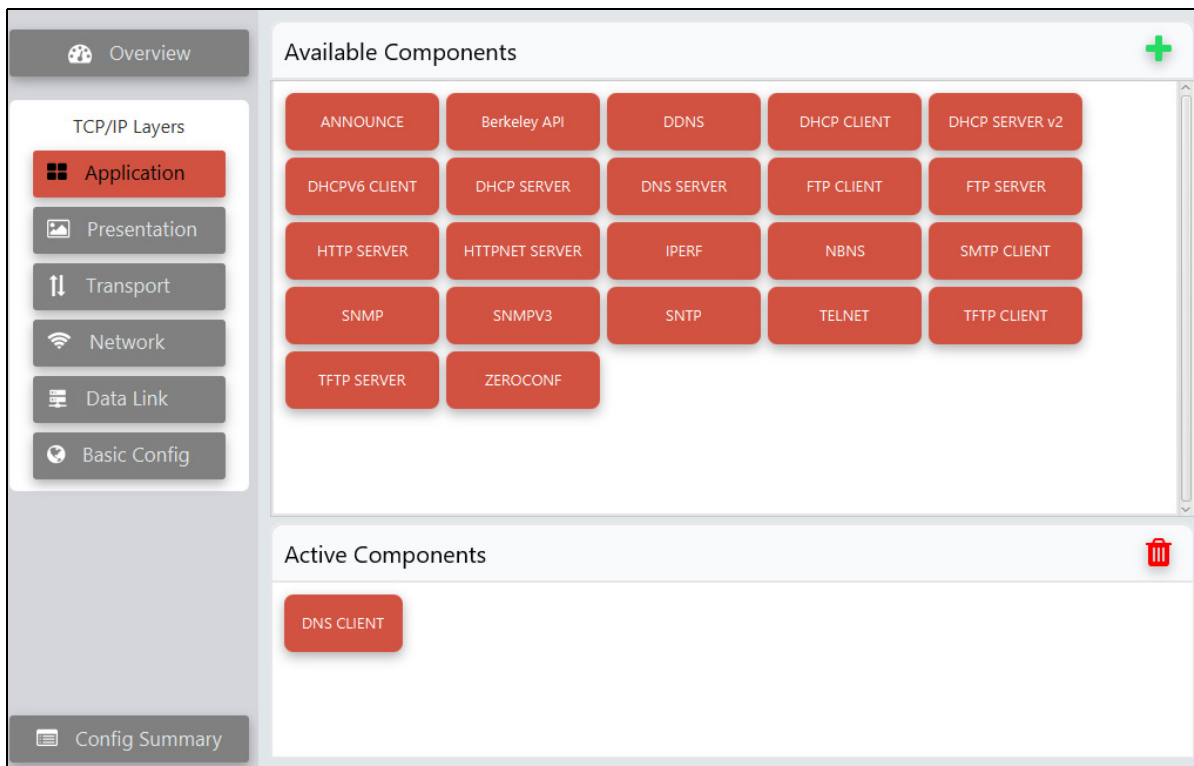 Overview
TCP/IP Layers
Application
Presentation
Transport
Network
Data Link
Basic Config
Config Summary
Available Components
ANNOUNCE Berkeley API DDNS DHCP CLIENT DHCP SERVER v2
DHCPV6 CLIENT DHCP SERVER DNS SERVER FTP CLIENT FTP SERVER
HTTP SERVER HTTPNET SERVER IPERF NBNS SMTP CLIENT
SNMP SNMPV3 SNTP TELNET TFTP CLIENT
TFTP SERVER ZEROCONF
Active Components
DNS CLIENT